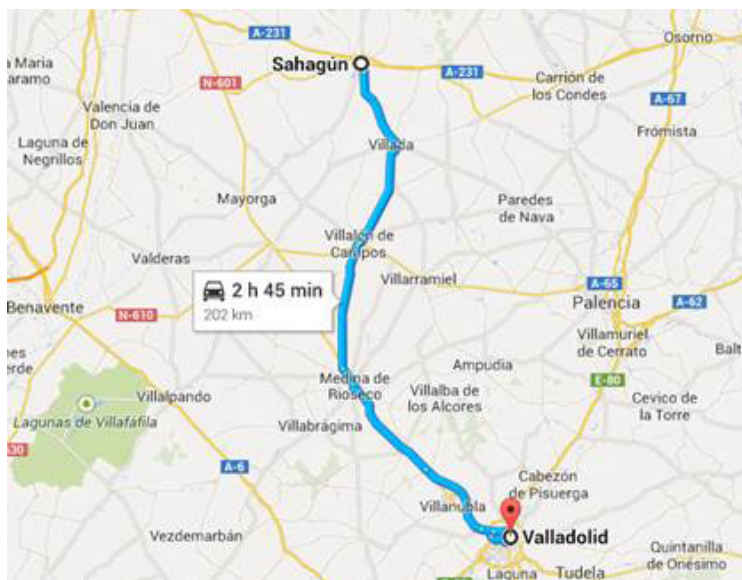 A-231
Osorno
Sahagún
Maria
aramo
N-601
A-231
Carrión de
los Condes
Valencia de
Don Juan
A-67
Frómista
Laguna de
Negrillos
Villada
Mayorga
Paredes
de Nava
Villalón de
Campos
Valderas
Villarramiel
A-65
2 h 45 min
202 km
Palencia
A-62
Benavente
N-610
Villamuriel
de Cerrato
nes
erde
Balt
Ampudia
Medina de
Rioseco
E-80
Villalpando
Villalba de
los Alcores
Cevico de
la Torre
Lagunas de Villafáfila
Villabrágima
630
A-6
Cabezón
de Pisuerga
Villanubla
Vezdemarbán
Valladolid
Quintanilla
de Onésimo
Laguna
Tudela